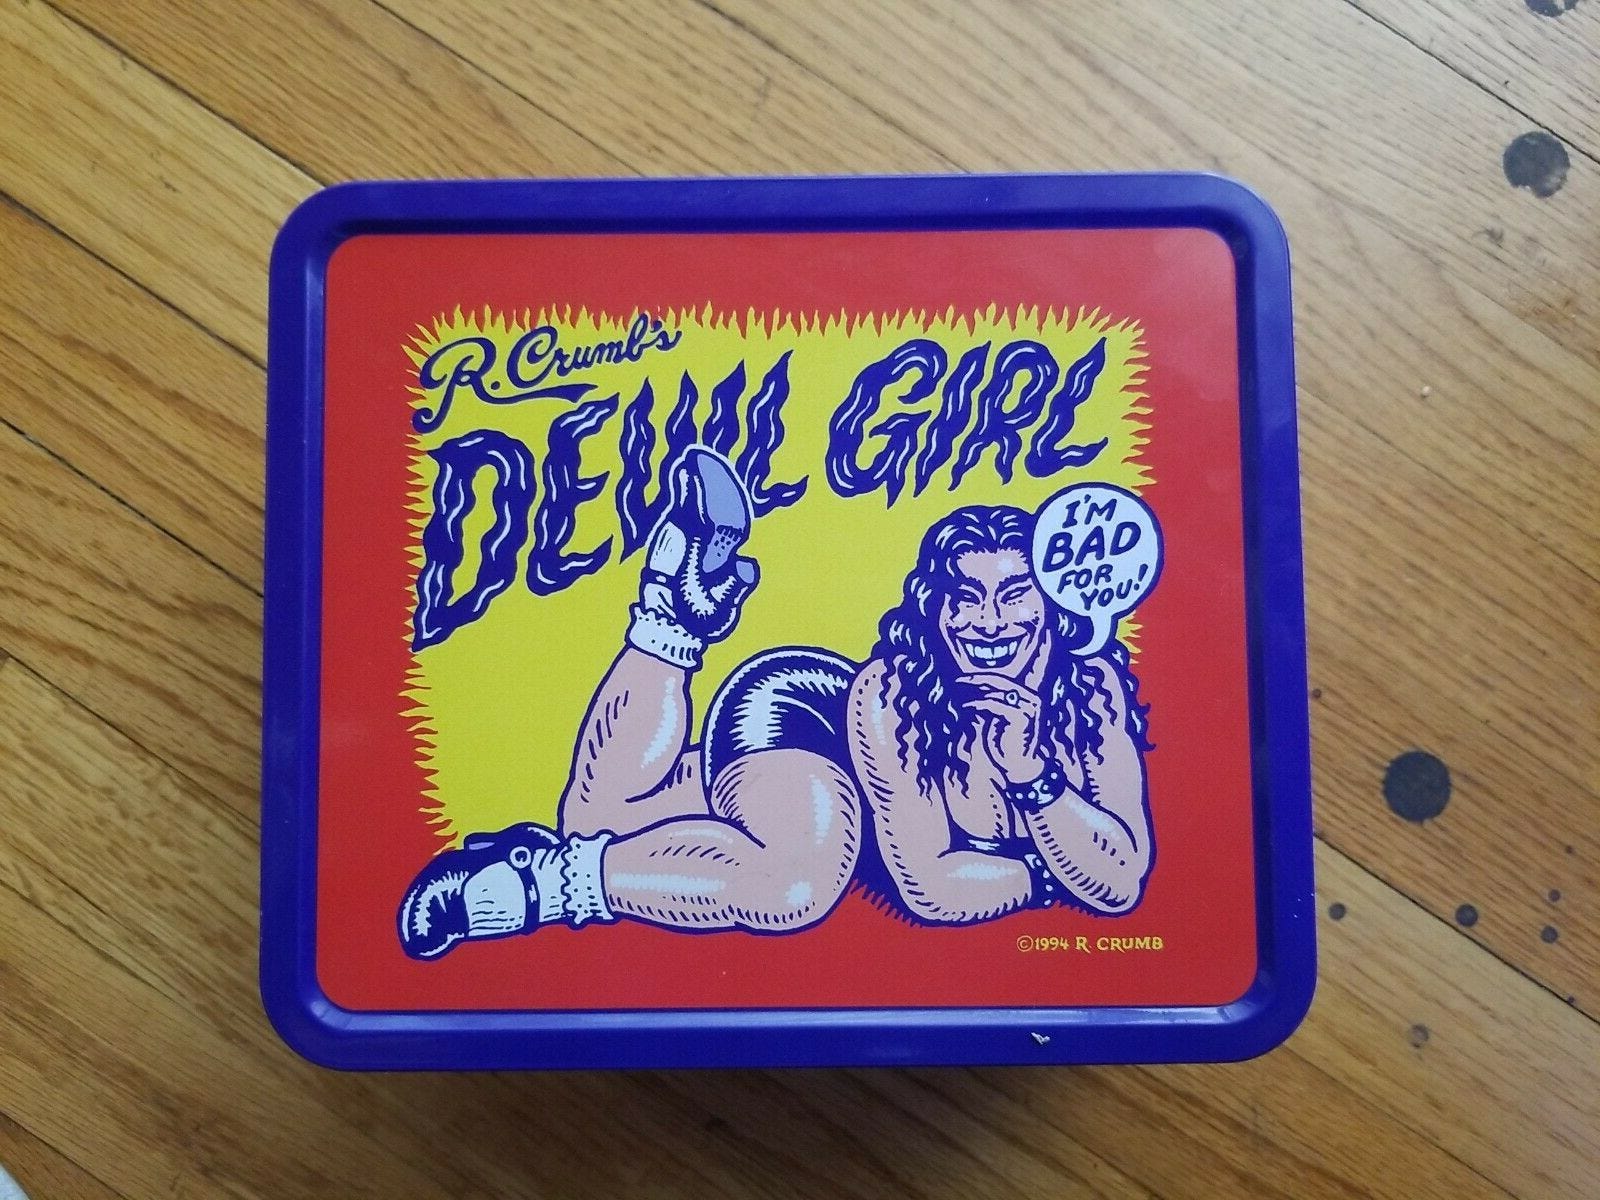 R. Crumb's
DEVIL GIRL
I'M
BAD
FOR
YOU!
©1994 R. CRUMB